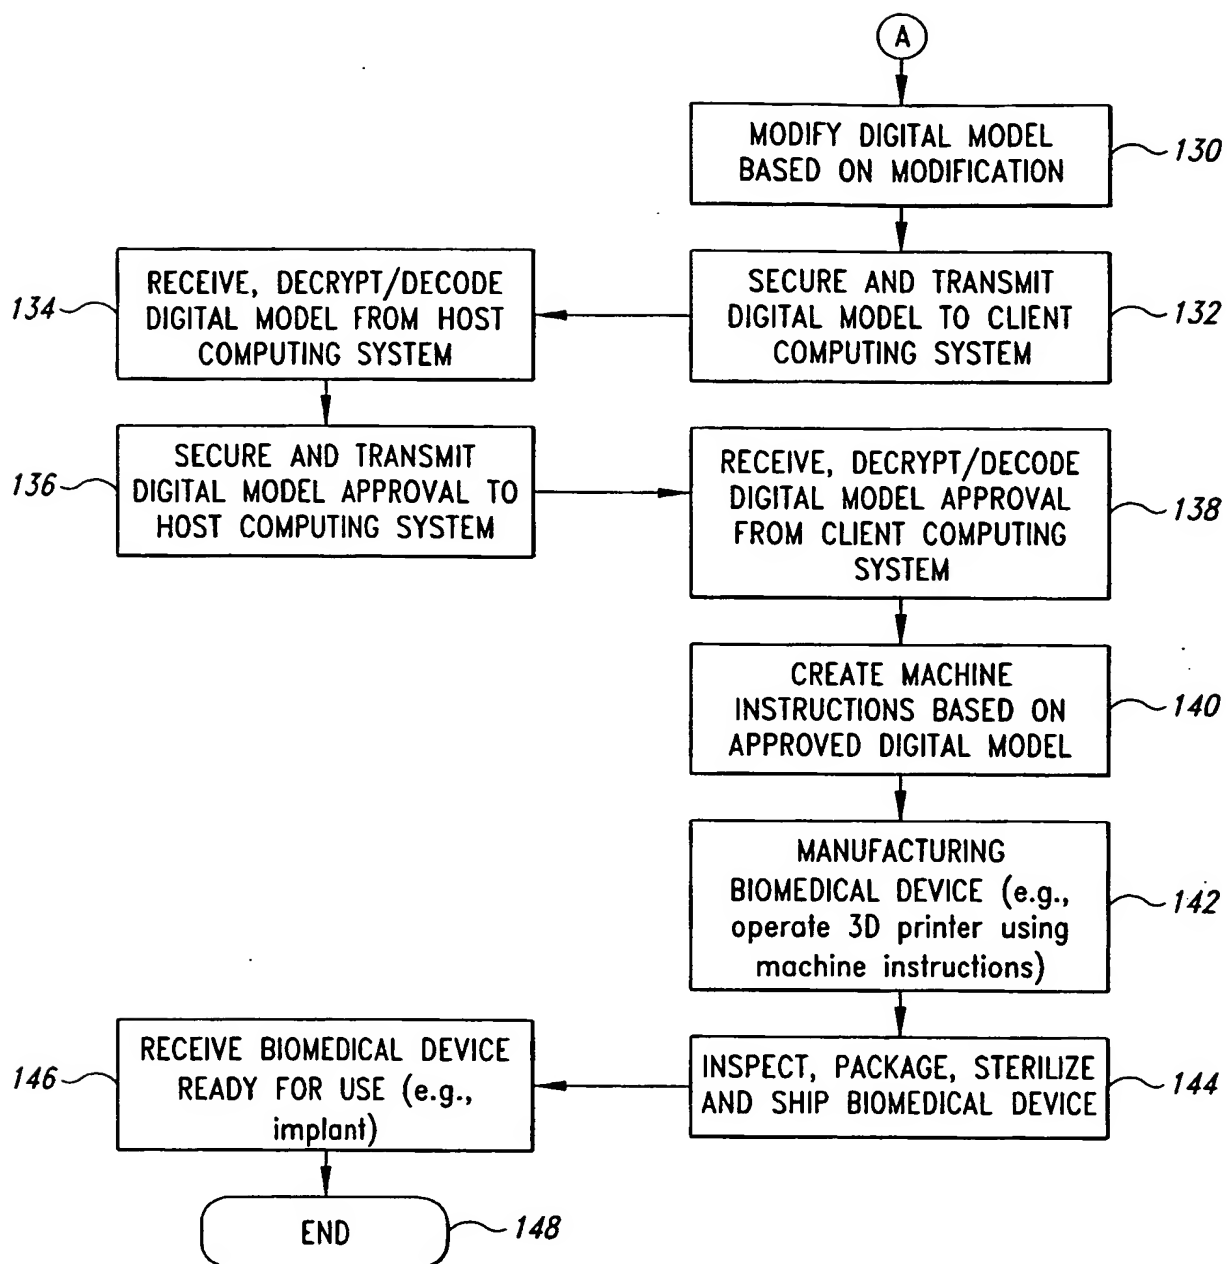 A
MODIFY DIGITAL MODEL
BASED ON MODIFICATION
130
SECURE AND TRANSMIT
DIGITAL MODEL TO CLIENT
COMPUTING SYSTEM
132
134
RECEIVE, DECRYPT/DECODE
DIGITAL MODEL FROM HOST
COMPUTING SYSTEM
136
SECURE AND TRANSMIT
DIGITAL MODEL APPROVAL TO
HOST COMPUTING SYSTEM
RECEIVE, DECRYPT/DECODE
DIGITAL MODEL APPROVAL
FROM CLIENT COMPUTING
SYSTEM
138
CREATE MACHINE
INSTRUCTIONS BASED ON
APPROVED DIGITAL MODEL
140
MANUFACTURING
BIOMEDICAL DEVICE (e.g.,
operate 3D printer using
machine instructions)
142
INSPECT, PACKAGE, STERILIZE
AND SHIP BIOMEDICAL DEVICE
144
146
RECEIVE BIOMEDICAL DEVICE
READY FOR USE (e.g.,
implant)
END
148